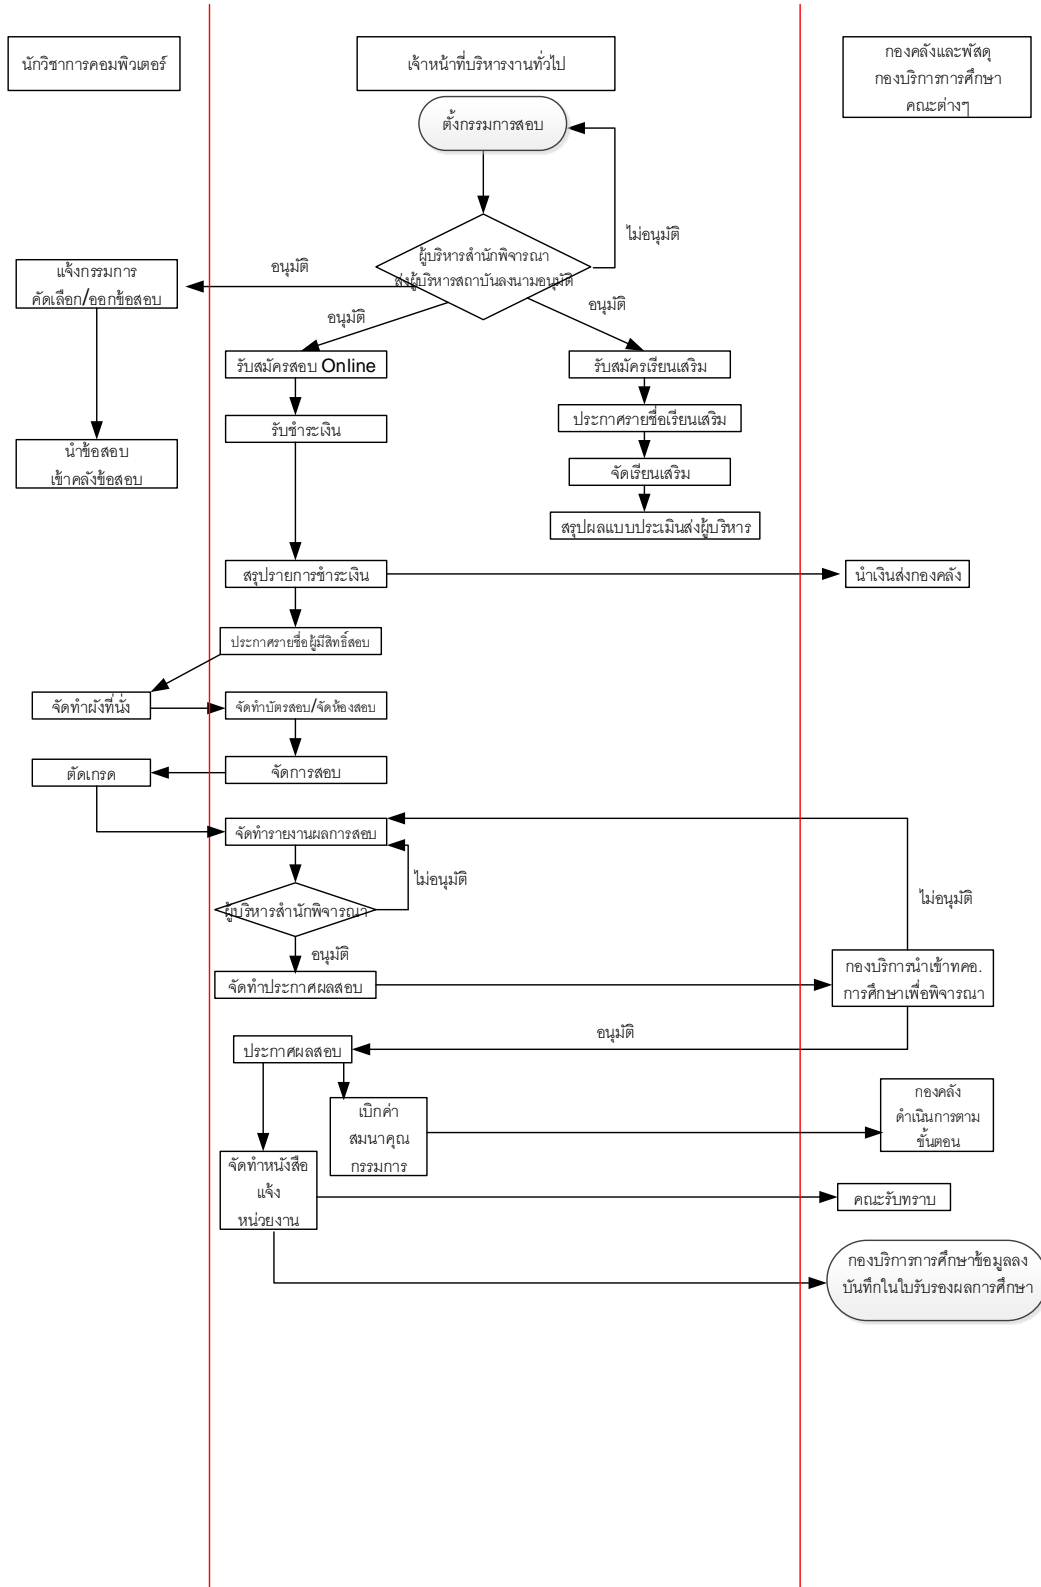 นักวิชาการคอมพิวเตอร์
เจ้าหน้าที่บริหารงานทั่วไป
กองคลังและพัสดุ
กองบริการการศึกษา
คณะต่างๆ
ตั้งกรรมการสอบ
ไม่อนุมัติ
ผู้บริหารสำนักพิจารณา
ส่งผู้บริหารสถาบันลงนามอนุมัติ
อนุมัติ
อนุมัติ
อนุมัติ
แจ้งกรรมการ
คัดเลือก/ออกข้อสอบ
รับสมัครสอบ Online
รับสมัครเรียนเสริม
รับชำระเงิน
ประกาศรายชื่อเรียนเสริม
นำข้อสอบ
เข้าคลังข้อสอบ
จัดเรียนเสริม
สรุปผลแบบประเมินส่งผู้บริหาร
สรุปรายการชำระเงิน
นำเงินส่งกองคลัง
ประกาศรายชื่อผู้มีสิทธิ์สอบ
จัดทำผังที่นั่ง
จัดทำบัตรสอบ/จัดห้องสอบ
ตัดเกรด
จัดการสอบ
จัดทำรายงานผลการสอบ
ไม่อนุมัติ
ไม่อนุมัติ
ผู้บริหารสำนักพิจารณา
อนุมัติ
จัดทำประกาศผลสอบ
กองบริการนำเข้าทคอ.
การศึกษาเพื่อพิจารณา
อนุมัติ
ประกาศผลสอบ
เบิกค่า
สมนาคุณ
กรรมการ
กองคลัง
ดำเนินการตาม
ขั้นตอน
จัดทำหนังสือ
แจ้ง
หน่วยงาน
คณะรับทราบ
กองบริการการศึกษาข้อมูลลง
บันทึกในใบรับรองผลการศึกษา